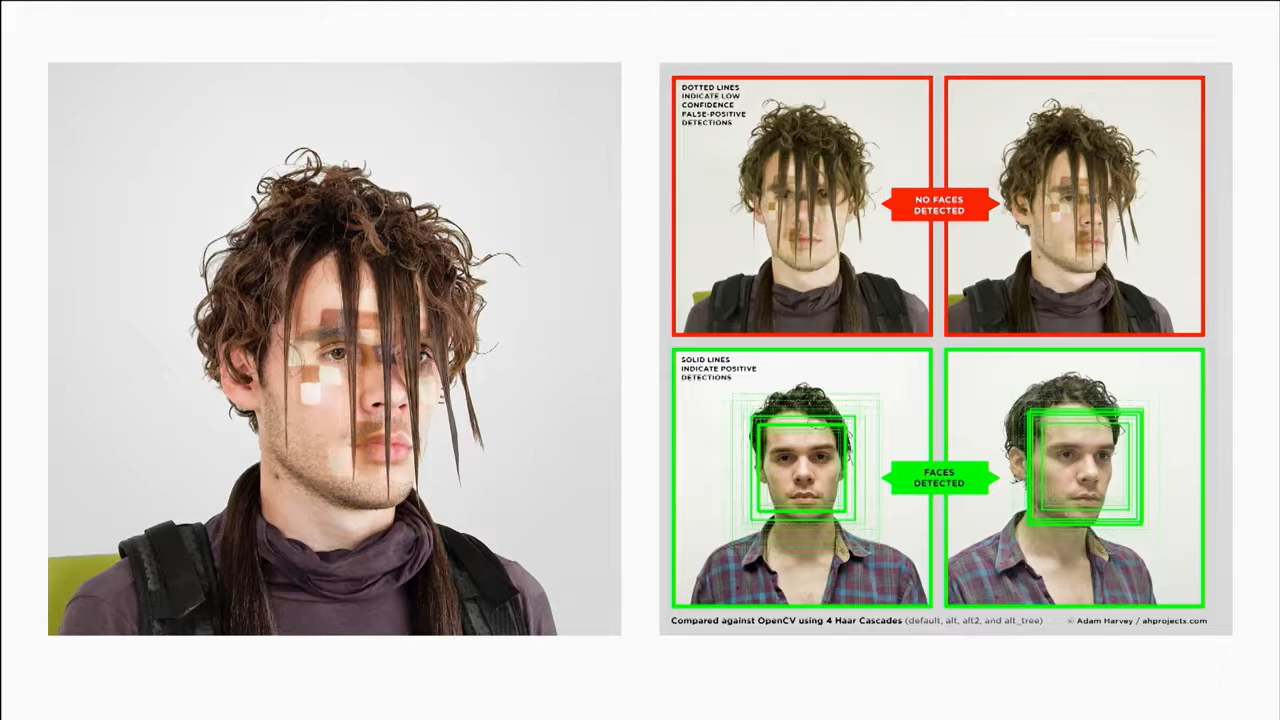 DOTTED LINES
INDICATE LOW
CONFIDENCE
FALSE-POSITIVE
DETECTIONS
NO FACES
DETECTED
SOLID LINES
INDICATE POSITIVE
DETECTIONS
FACES
DETECTED
Compared against OpenCV using 4 Haar Cascades (default, alt, alt2, and alt_tree) © Adam Harvey / ahprojects.com